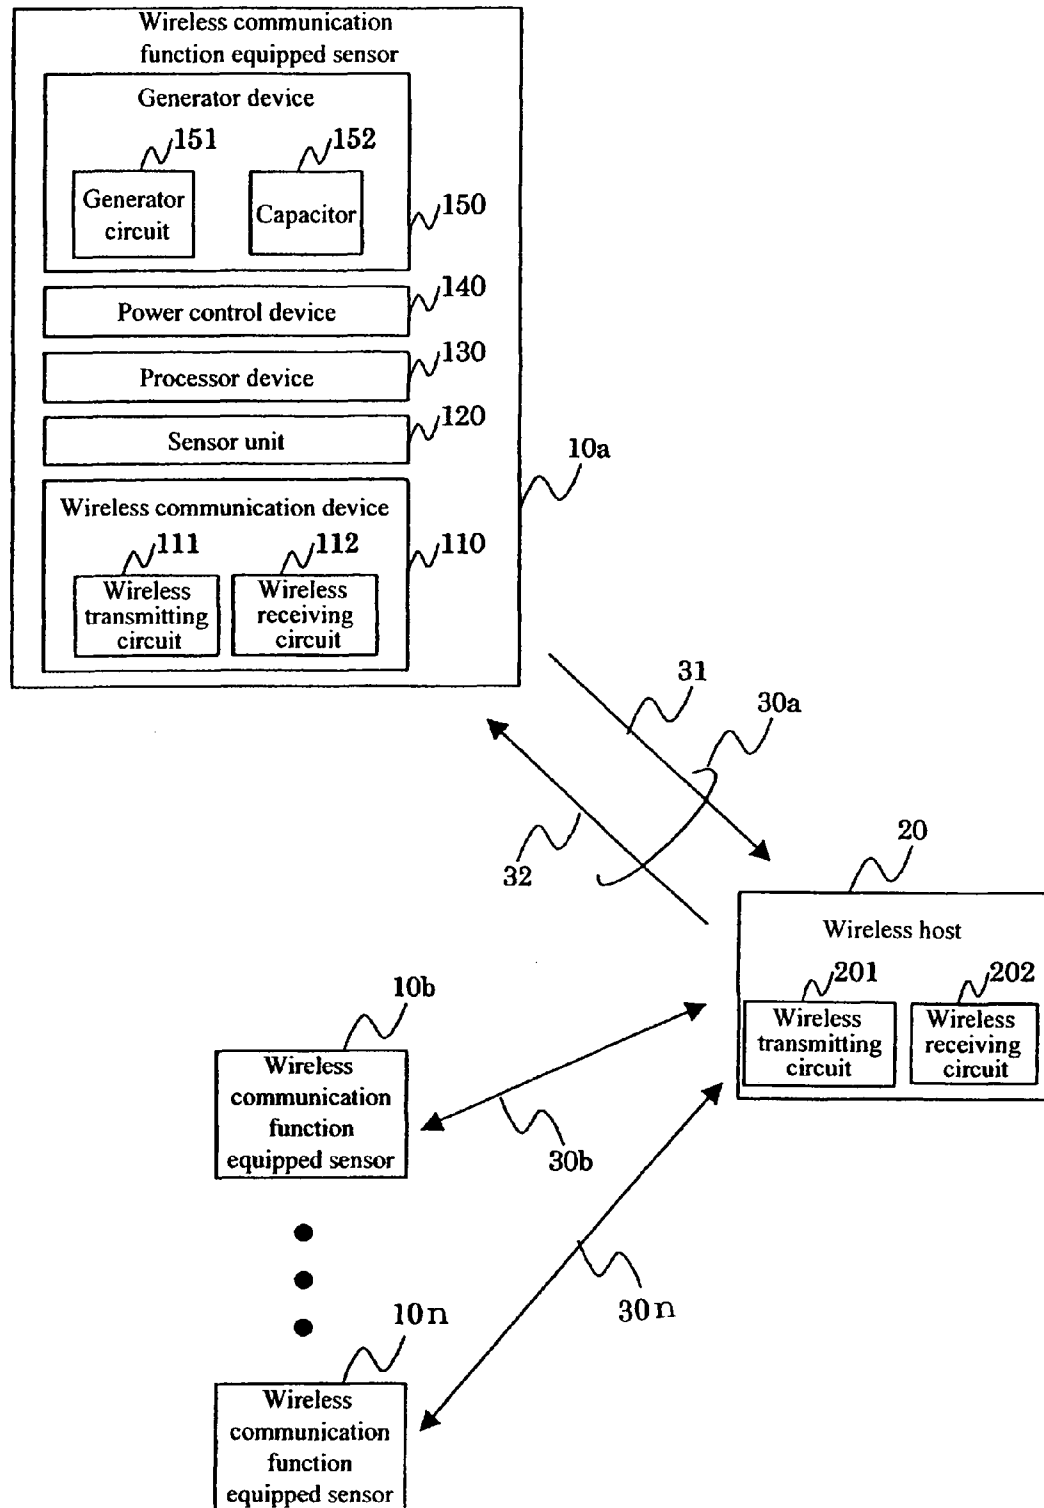 Wireless communication
function equipped sensor
Generator device
151
152
Generator
circuit
Capacitor
150
140
Power control device
130
Processor device
120
Sensor unit
10a
Wireless communication device
111
112
110
Wireless
transmitting
circuit
Wireless
receiving
circuit
31
30a
32
20
Wireless host
201
202
Wireless
transmitting
circuit
Wireless
receiving
circuit
10b
Wireless
communication
function
equipped sensor
30b
30n
10n
Wireless
communication
function
equipped sensor